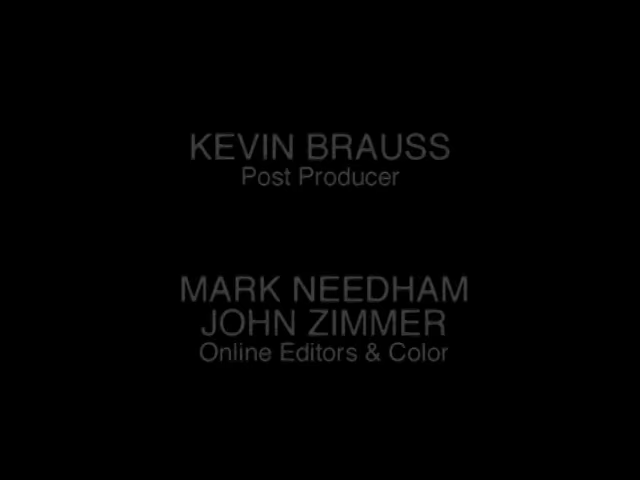 KEVIN BRAUSS
Post Producer
MARK NEEDHAM
JOHN ZIMMER
Online Editors & Color